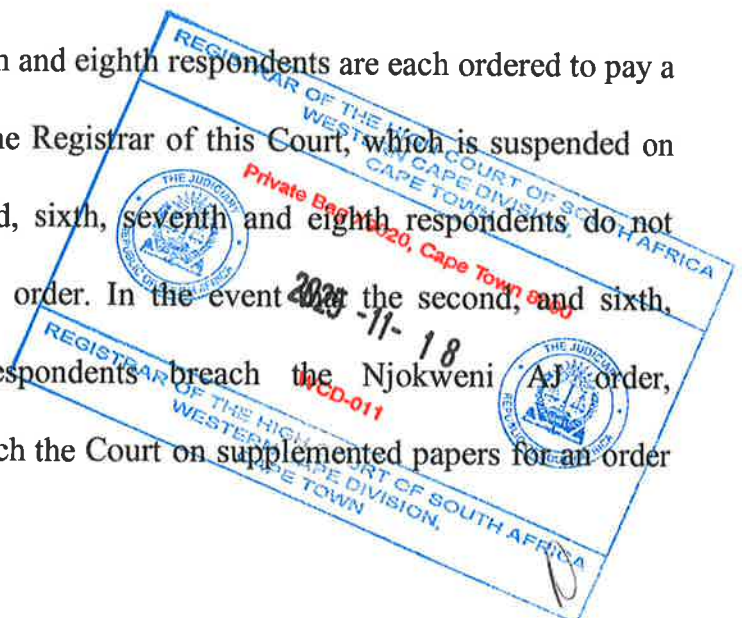 n and eighth respondents are each ordered to pay a
ne Registrar of this Court, which is suspended on
d, sixth, seventh and eighth respondents do not
order. In the event that the second, and sixth,
espondents breach the Njokweni AJ order,
ch the Court on supplemented papers for an order
REGISTRAR OF THE HIGH COURT OF SOUTH AFRICA
WESTERN CAPE DIVISION,
CAPE TOWN
THE JUDICIARY
Private Bag X9020, Cape Town 8000
2025 -11- 18
WCD-011
THE JUDICIARY
REGISTRAR OF THE HIGH COURT OF SOUTH AFRICA
WESTERN CAPE DIVISION,
CAPE TOWN